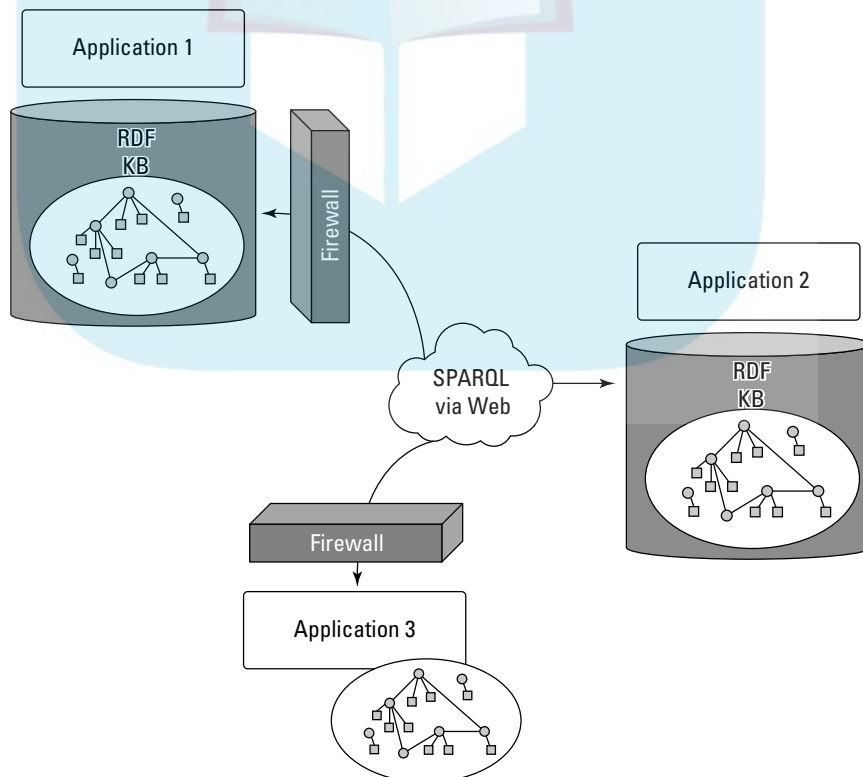 Application 1
RDF
KB
Firewall
Application 2
SPARQL
via Web
RDF
KB
Firewall
Application 3